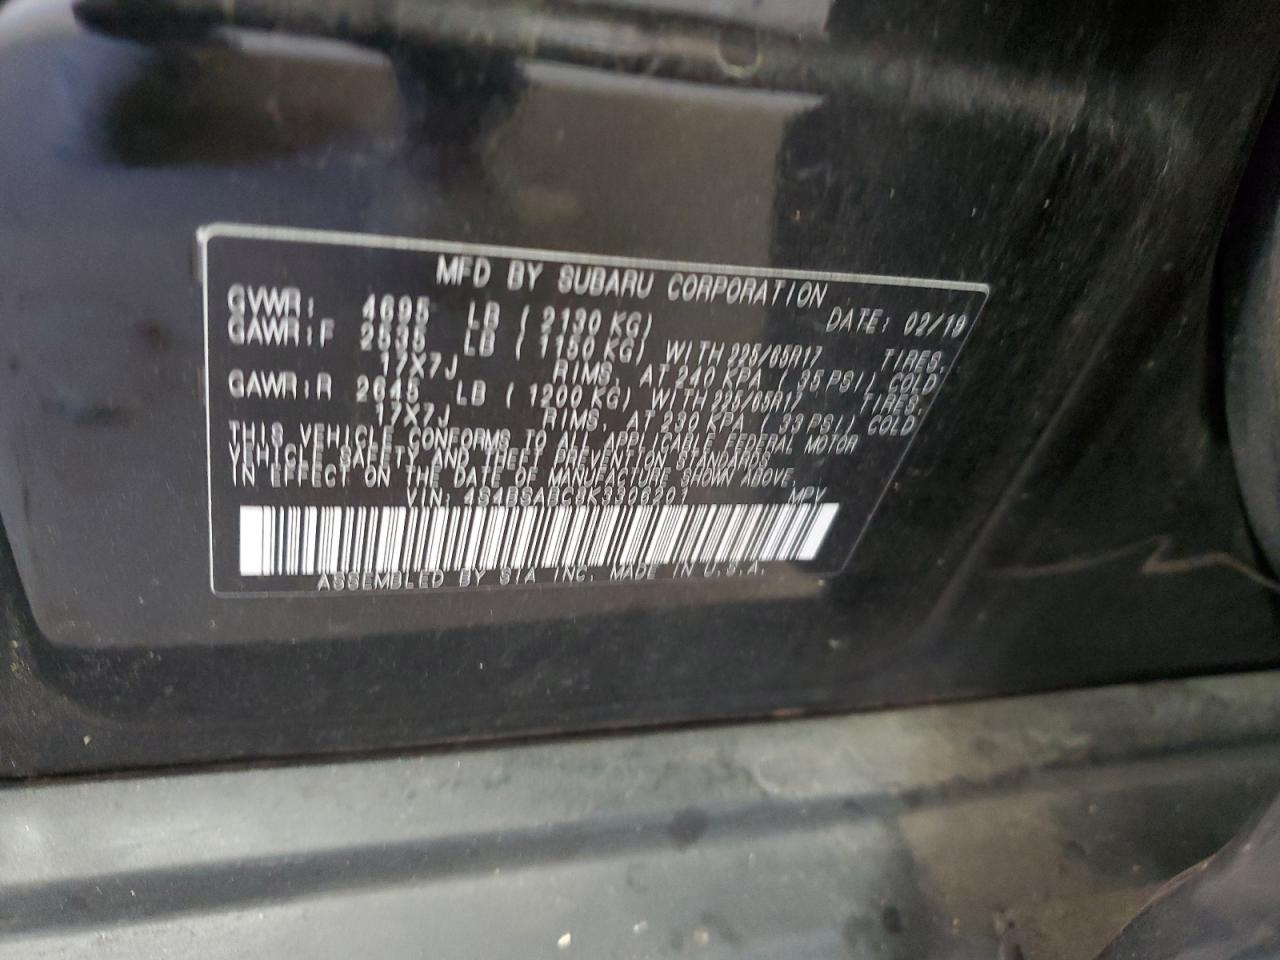 MFD BY SUBARU CORPORATION
DATE: 02/19
GVWR: 4695 LB (2130 KG)
GAWR:F 2535 LB (1150 KG) WITH 225/65R17 TIRES,
17X7J RIMS, AT 240 KPA (35 PSI) COLD
GAWR:R 2645 LB (1200 KG) WITH 225/65R17 TIRES,
17X7J RIMS, AT 230 KPA (33 PSI) COLD
THIS VEHICLE CONFORMS TO ALL APPLICABLE FEDERAL MOTOR
VEHICLE SAFETY AND THEFT PREVENTION STANDARDS
IN EFFECT ON THE DATE OF MANUFACTURE SHOWN ABOVE.
VIN: 4S4BSABC3K3306201 MPV
ASSEMBLED BY SIA INC. MADE IN U.S.A.